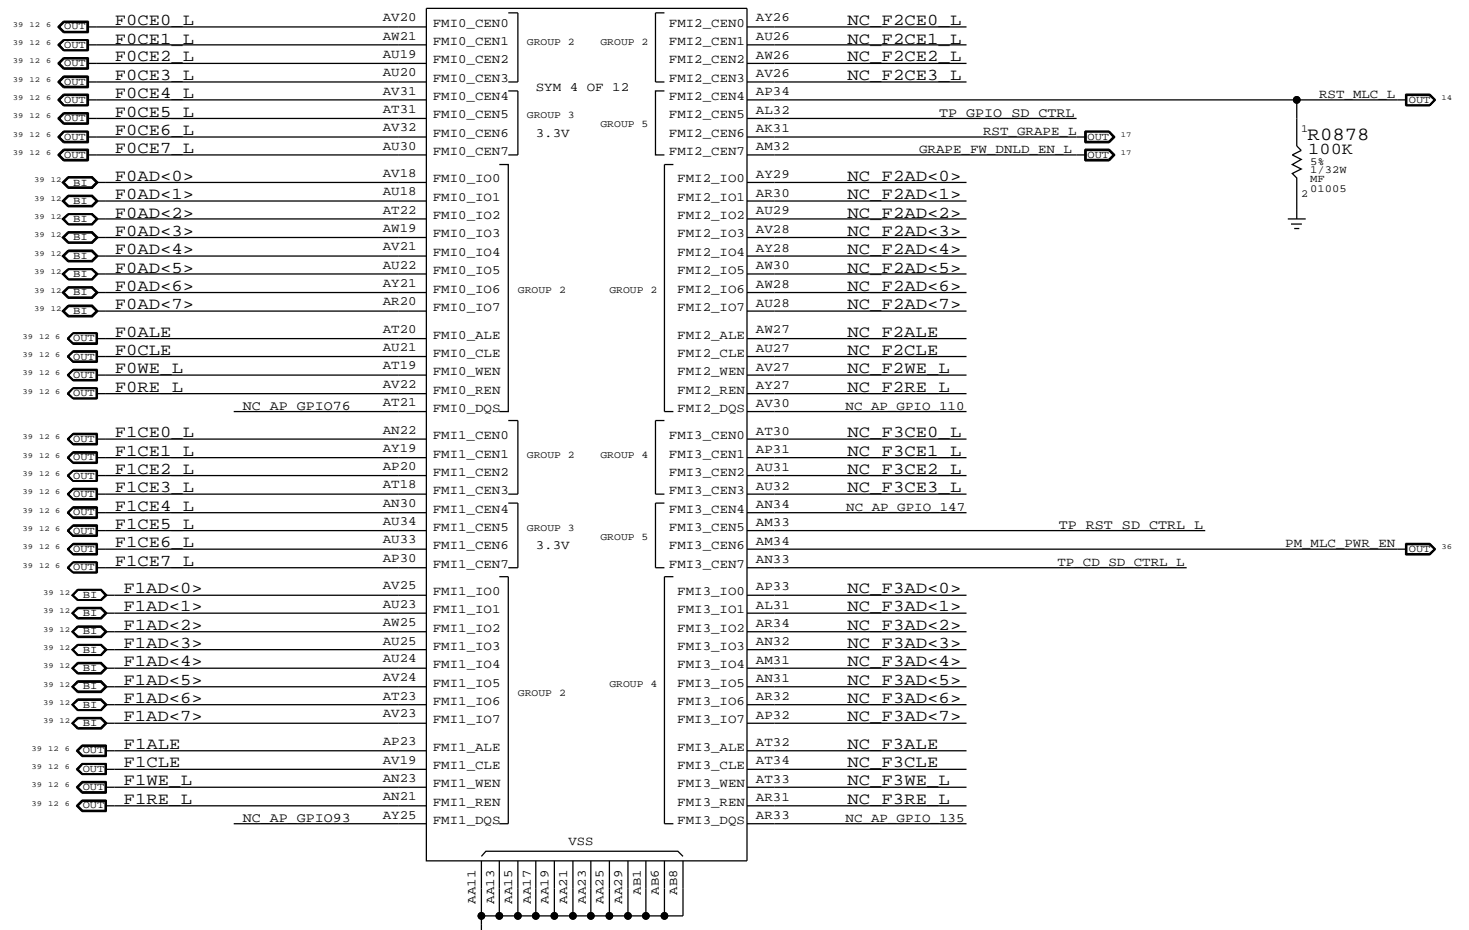 39 12 6 OUT F0CE0_L AV20 FMI0_CEN0 FMI2_CEN0 AY26 NC_F2CE0_L
39 12 6 OUT F0CE1_L AW21 FMI0_CEN1 GROUP 2 GROUP 2 FMI2_CEN1 AU26 NC_F2CE1_L
39 12 6 OUT F0CE2_L AU19 FMI0_CEN2 FMI2_CEN2 AW26 NC_F2CE2_L
39 12 6 OUT F0CE3_L AU20 FMI0_CEN3 FMI2_CEN3 AV26 NC_F2CE3_L
SYM 4 OF 12
39 12 6 OUT F0CE4_L AV31 FMI0_CEN4 FMI2_CEN4 AP34 RST_MLC_L OUT 14
39 12 6 OUT F0CE5_L AT31 FMI0_CEN5 GROUP 3 GROUP 5 FMI2_CEN5 AL32 TP_GPIO_SD_CTRL
39 12 6 OUT F0CE6_L AV32 FMI0_CEN6 3.3V FMI2_CEN6 AK31 RST_GRAPE_L OUT 17
39 12 6 OUT F0CE7_L AU30 FMI0_CEN7 FMI2_CEN7 AM32 GRAPE_FW_DNLD_EN_L OUT 17
1 R0878
100K
5%
1/32W
MF
2 01005
39 12 BI F0AD<0> AV18 FMI0_IO0 FMI2_IO0 AY29 NC_F2AD<0>
39 12 BI F0AD<1> AU18 FMI0_IO1 FMI2_IO1 AR30 NC_F2AD<1>
39 12 BI F0AD<2> AT22 FMI0_IO2 FMI2_IO2 AU29 NC_F2AD<2>
39 12 BI F0AD<3> AW19 FMI0_IO3 FMI2_IO3 AV28 NC_F2AD<3>
39 12 BI F0AD<4> AV21 FMI0_IO4 FMI2_IO4 AY28 NC_F2AD<4>
39 12 BI F0AD<5> AU22 FMI0_IO5 FMI2_IO5 AW30 NC_F2AD<5>
39 12 BI F0AD<6> AY21 FMI0_IO6 GROUP 2 GROUP 2 FMI2_IO6 AW28 NC_F2AD<6>
39 12 BI F0AD<7> AR20 FMI0_IO7 FMI2_IO7 AU28 NC_F2AD<7>
39 12 6 OUT F0ALE AT20 FMI0_ALE FMI2_ALE AW27 NC_F2ALE
39 12 6 OUT F0CLE AU21 FMI0_CLE FMI2_CLE AU27 NC_F2CLE
39 12 6 OUT F0WE_L AT19 FMI0_WEN FMI2_WEN AV27 NC_F2WE_L
39 12 6 OUT F0RE_L AV22 FMI0_REN FMI2_REN AY27 NC_F2RE_L
NC_AP_GPIO76 AT21 FMI0_DQS FMI2_DQS AV30 NC_AP_GPIO_110
39 12 6 OUT F1CE0_L AN22 FMI1_CEN0 FMI3_CEN0 AT30 NC_F3CE0_L
39 12 6 OUT F1CE1_L AY19 FMI1_CEN1 GROUP 2 GROUP 4 FMI3_CEN1 AP31 NC_F3CE1_L
39 12 6 OUT F1CE2_L AP20 FMI1_CEN2 FMI3_CEN2 AU31 NC_F3CE2_L
39 12 6 OUT F1CE3_L AT18 FMI1_CEN3 FMI3_CEN3 AU32 NC_F3CE3_L
39 12 6 OUT F1CE4_L AN30 FMI1_CEN4 FMI3_CEN4 AN34 NC_AP_GPIO_147
39 12 6 OUT F1CE5_L AU34 FMI1_CEN5 GROUP 3 GROUP 5 FMI3_CEN5 AM33 TP_RST_SD_CTRL_L
39 12 6 OUT F1CE6_L AU33 FMI1_CEN6 3.3V FMI3_CEN6 AM34 PM_MLC_PWR_EN OUT 36
39 12 6 OUT F1CE7_L AP30 FMI1_CEN7 FMI3_CEN7 AN33 TP_CD_SD_CTRL_L
39 12 BI F1AD<0> AV25 FMI1_IO0 FMI3_IO0 AP33 NC_F3AD<0>
39 12 BI F1AD<1> AU23 FMI1_IO1 FMI3_IO1 AL31 NC_F3AD<1>
39 12 BI F1AD<2> AW25 FMI1_IO2 FMI3_IO2 AR34 NC_F3AD<2>
39 12 BI F1AD<3> AU25 FMI1_IO3 FMI3_IO3 AN32 NC_F3AD<3>
39 12 BI F1AD<4> AU24 FMI1_IO4 FMI3_IO4 AM31 NC_F3AD<4>
39 12 BI F1AD<5> AV24 FMI1_IO5 GROUP 2 GROUP 4 FMI3_IO5 AN31 NC_F3AD<5>
39 12 BI F1AD<6> AT23 FMI1_IO6 FMI3_IO6 AR32 NC_F3AD<6>
39 12 BI F1AD<7> AV23 FMI1_IO7 FMI3_IO7 AP32 NC_F3AD<7>
39 12 6 OUT F1ALE AP23 FMI1_ALE FMI3_ALE AT32 NC_F3ALE
39 12 6 OUT F1CLE AV19 FMI1_CLE FMI3_CLE AT34 NC_F3CLE
39 12 6 OUT F1WE_L AN23 FMI1_WEN FMI3_WEN AT33 NC_F3WE_L
39 12 6 OUT F1RE_L AN21 FMI1_REN FMI3_REN AR31 NC_F3RE_L
NC_AP_GPIO93 AY25 FMI1_DQS FMI3_DQS AR33 NC_AP_GPIO_135
VSS
AA11 AA13 AA15 AA17 AA19 AA21 AA23 AA25 AA29 AB1 AB6 AB8